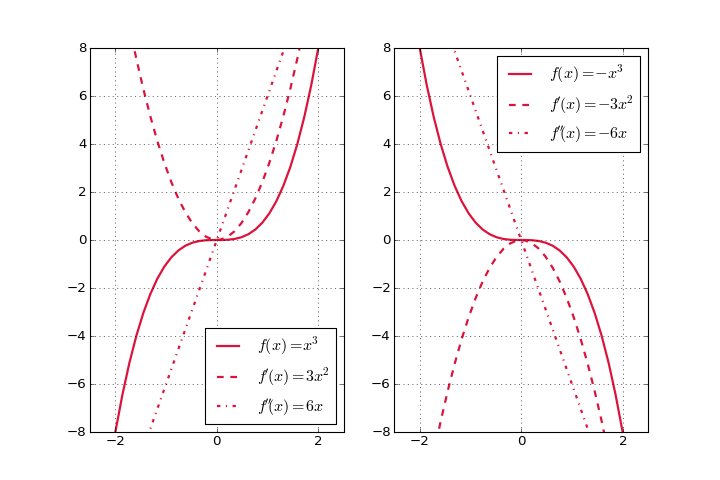 8
6
4
2
0
−2
−4
−6
−8
−2 0 2
f(x)=x³
f′(x)=3x²
f″(x)=6x
8
6
4
2
0
−2
−4
−6
−8
−2 0 2
f(x)=−x³
f′(x)=−3x²
f″(x)=−6x